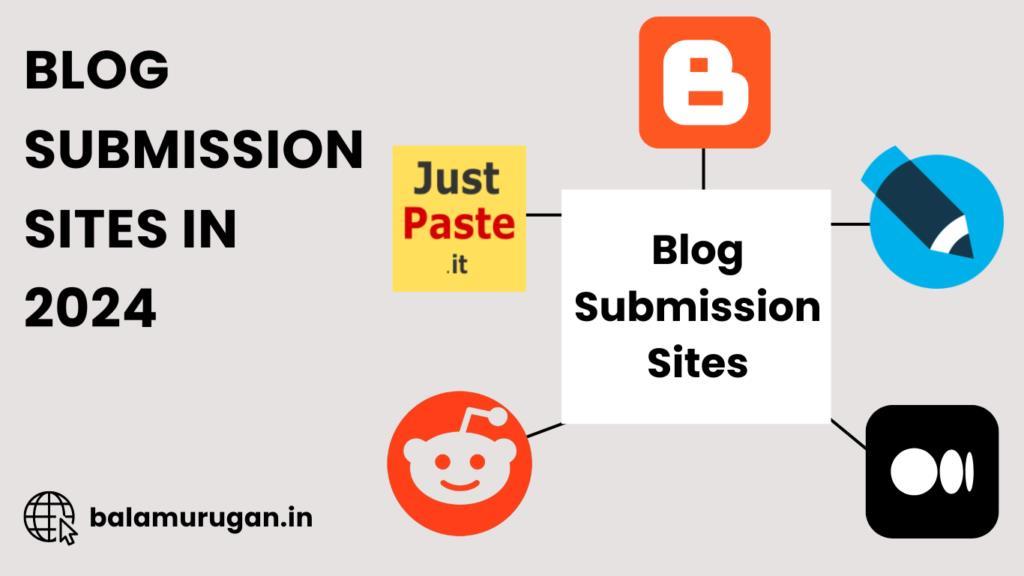 BLOG
SUBMISSION
SITES IN
2024
Just
Paste
.it
Blog
Submission
Sites
balamurugan.in